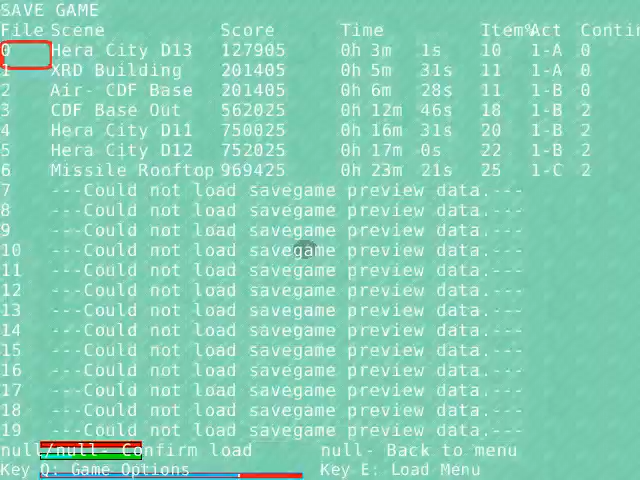 SAVE GAME
File Scene Score Time Item% Act Contin
0 Hera City D13 127905 0h 3m 1s 10 1-A 0
1 XRD Building 201405 0h 5m 31s 11 1-A 0
2 Air- CDF Base 201405 0h 6m 28s 11 1-B 0
3 CDF Base Out 562025 0h 12m 46s 18 1-B 2
4 Hera City D11 750025 0h 16m 31s 20 1-B 2
5 Hera City D12 752025 0h 17m 0s 22 1-B 2
6 Missile Rooftop 969425 0h 23m 21s 25 1-C 2
7 ---Could not load savegame preview data.---
8 ---Could not load savegame preview data.---
9 ---Could not load savegame preview data.---
10 ---Could not load savegame preview data.---
11 ---Could not load savegame preview data.---
12 ---Could not load savegame preview data.---
13 ---Could not load savegame preview data.---
14 ---Could not load savegame preview data.---
15 ---Could not load savegame preview data.---
16 ---Could not load savegame preview data.---
17 ---Could not load savegame preview data.---
18 ---Could not load savegame preview data.---
19 ---Could not load savegame preview data.---
null/null- Confirm load null- Back to menu
Key Q: Game Options Key E: Load Menu